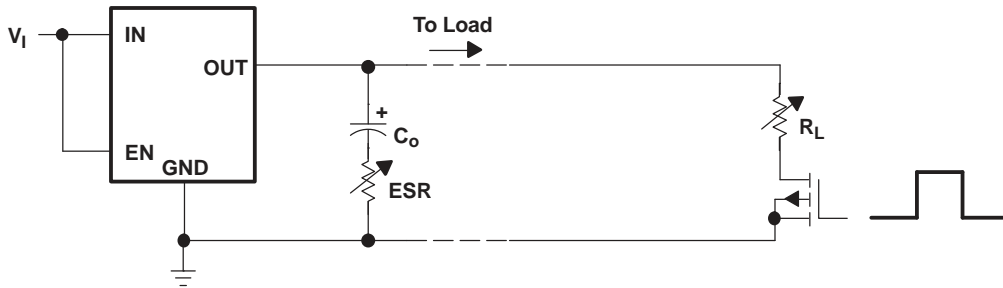 To Load
V_I
IN
OUT
+
C_o
R_L
EN
GND
ESR